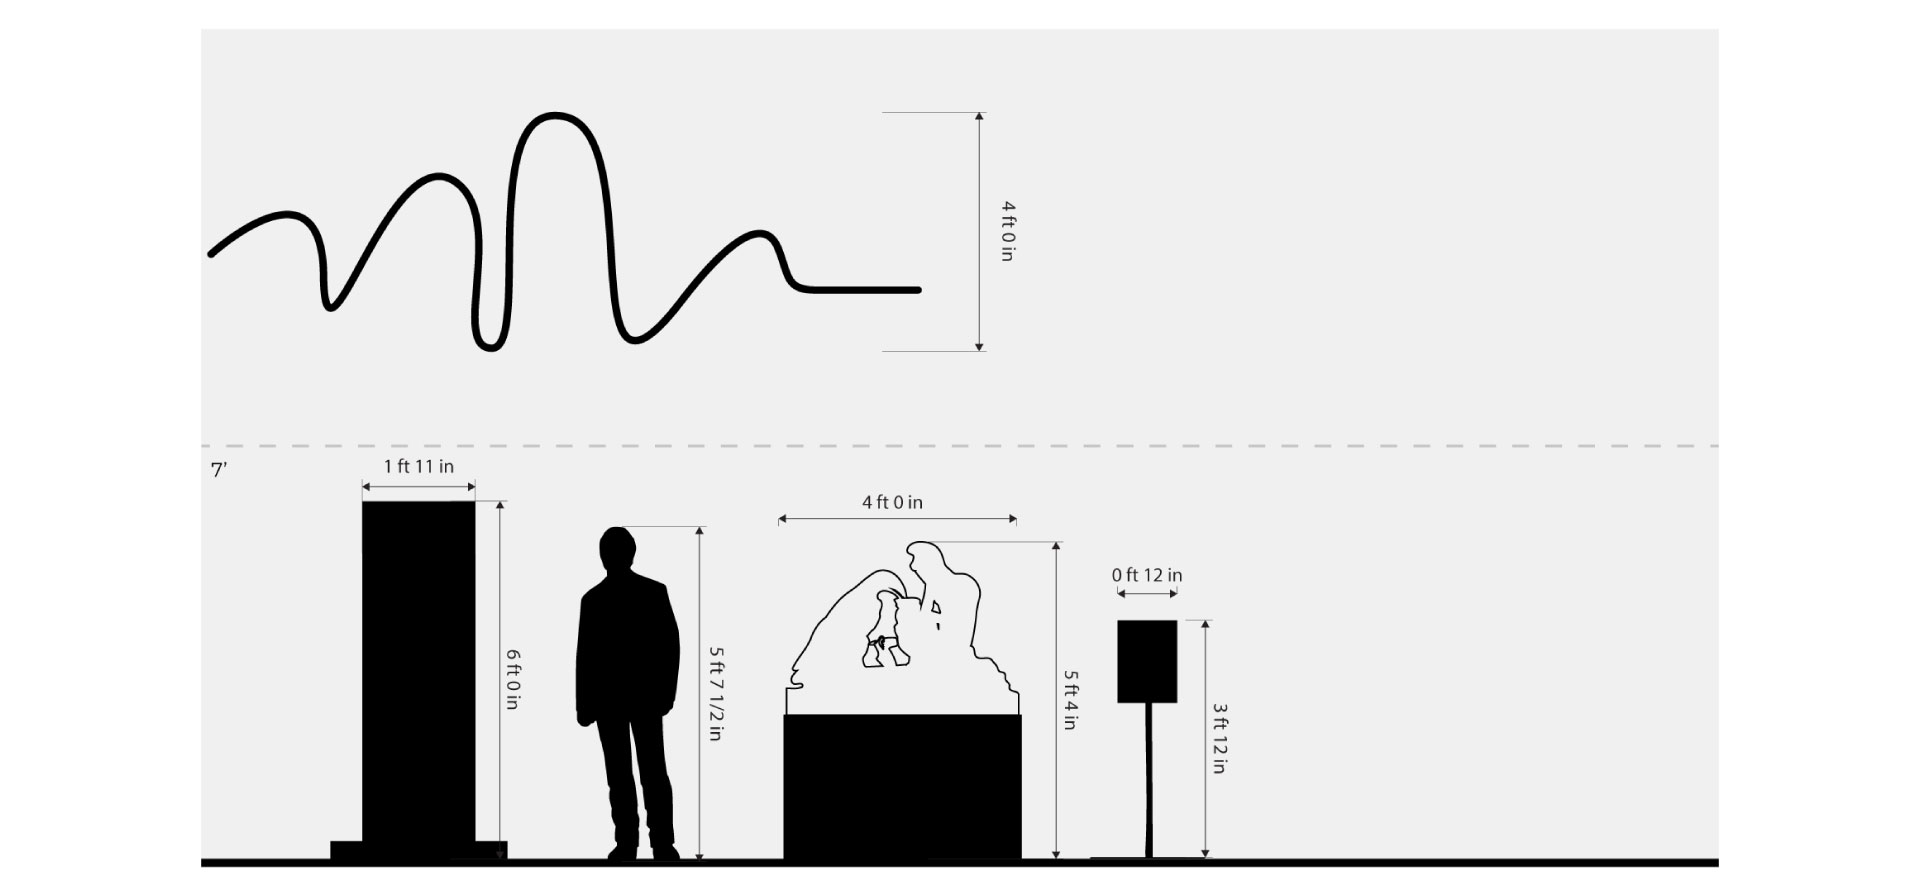 4 ft 0 in
7’
1 ft 11 in
4 ft 0 in
0 ft 12 in
6 ft 0 in
5 ft 7 1/2 in
5 ft 4 in
3 ft 12 in